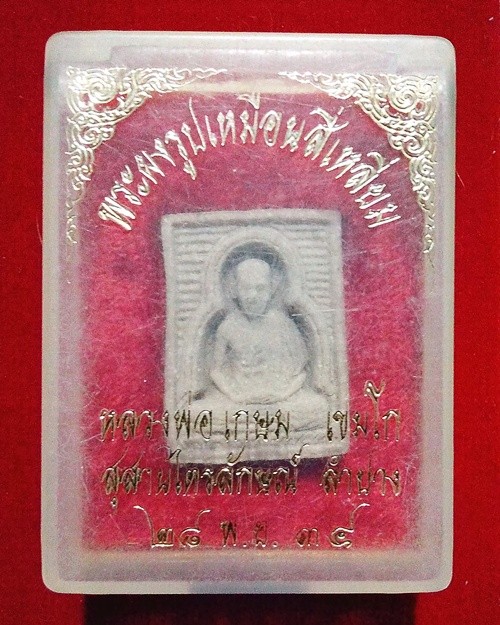 พระผงรูปเหมือนสี่เหลี่ยม
หลวงพ่อเกษม เขมโก
สุสานไตรลักษณ์ ลำปาง
๒๘ พ.ย. ๓๕